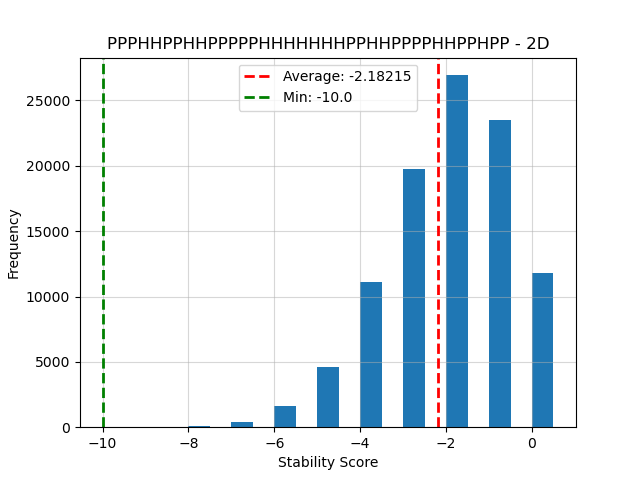 PPPHHPPHHPPPPPHHHHHHHPPHHPPPPHHPPHPP - 2D
Average: -2.18215
Min: -10.0
Frequency
25000
20000
15000
10000
5000
0
−10
−8
−6
−4
−2
0
Stability Score